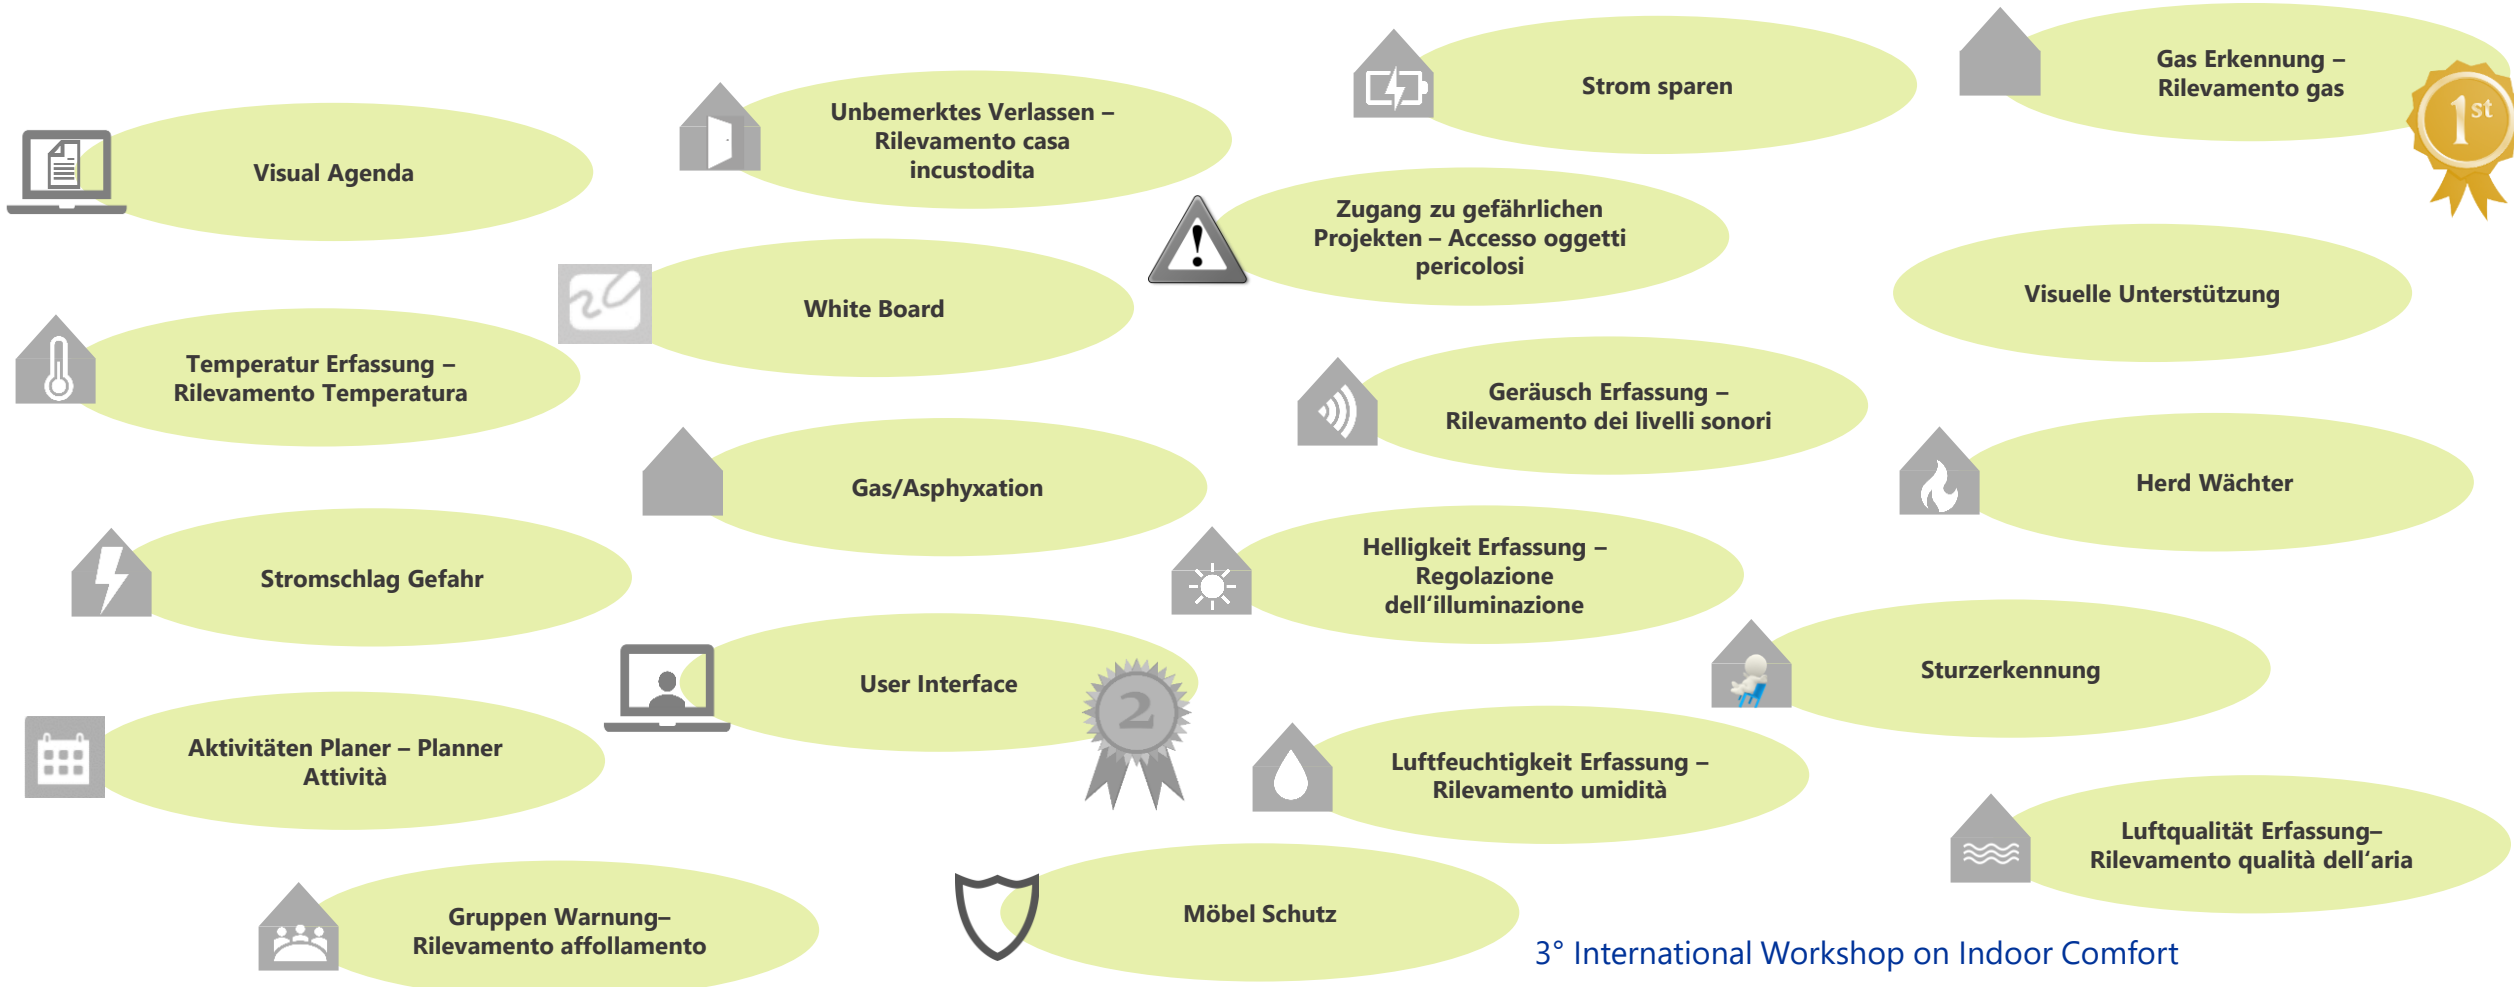 Visual Agenda
Unbemerktes Verlassen –
Rilevamento casa
incustodita
Strom sparen
Gas Erkennung –
Rilevamento gas
1st
Zugang zu gefährlichen
Projekten – Accesso oggetti
pericolosi
White Board
Visuelle Unterstützung
Temperatur Erfassung –
Rilevamento Temperatura
Geräusch Erfassung –
Rilevamento dei livelli sonori
Gas/Asphyxation
Herd Wächter
Stromschlag Gefahr
Helligkeit Erfassung –
Regolazione
dell‘illuminazione
User Interface
2
Sturzerkennung
Aktivitäten Planer – Planner
Attività
Luftfeuchtigkeit Erfassung –
Rilevamento umidità
Luftqualität Erfassung–
Rilevamento qualità dell‘aria
Gruppen Warnung–
Rilevamento affollamento
Möbel Schutz
3° International Workshop on Indoor Comfort